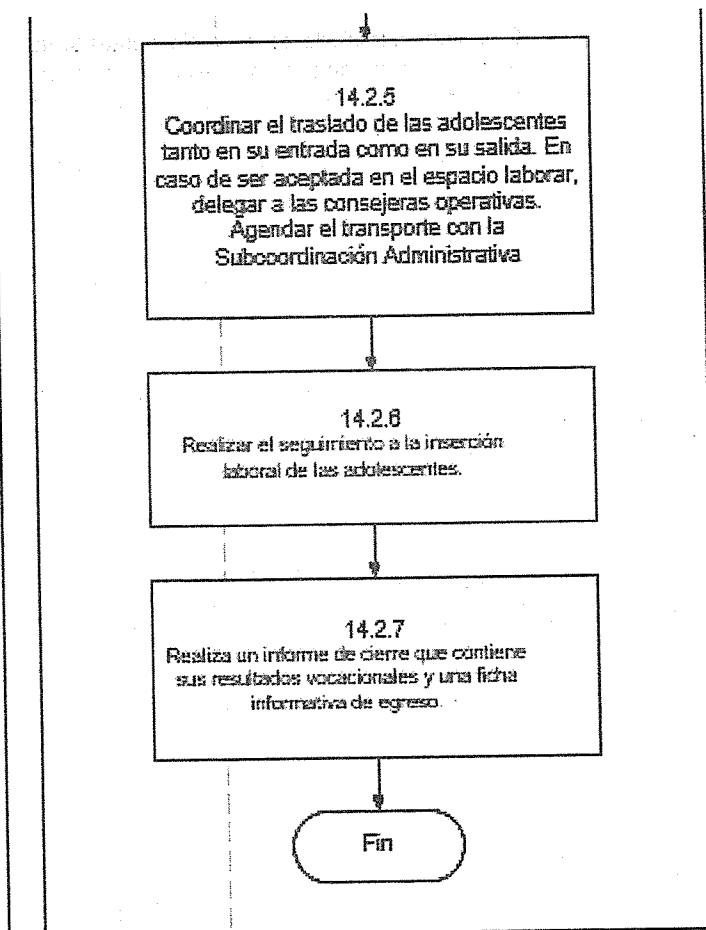 14.2.5
Coordinar el traslado de las adolescentes
tanto en su entrada como en su salida. En
caso de ser aceptada en el espacio laborar,
delegar a las consejeras operativas.
Agendar el transporte con la
Subcoordinación Administrativa
14.2.6
Realizar el seguimiento a la inserción
laboral de las adolescentes.
14.2.7
Realiza un informe de cierre que contiene
sus resultados vocacionales y una ficha
informativa de egreso.
Fin